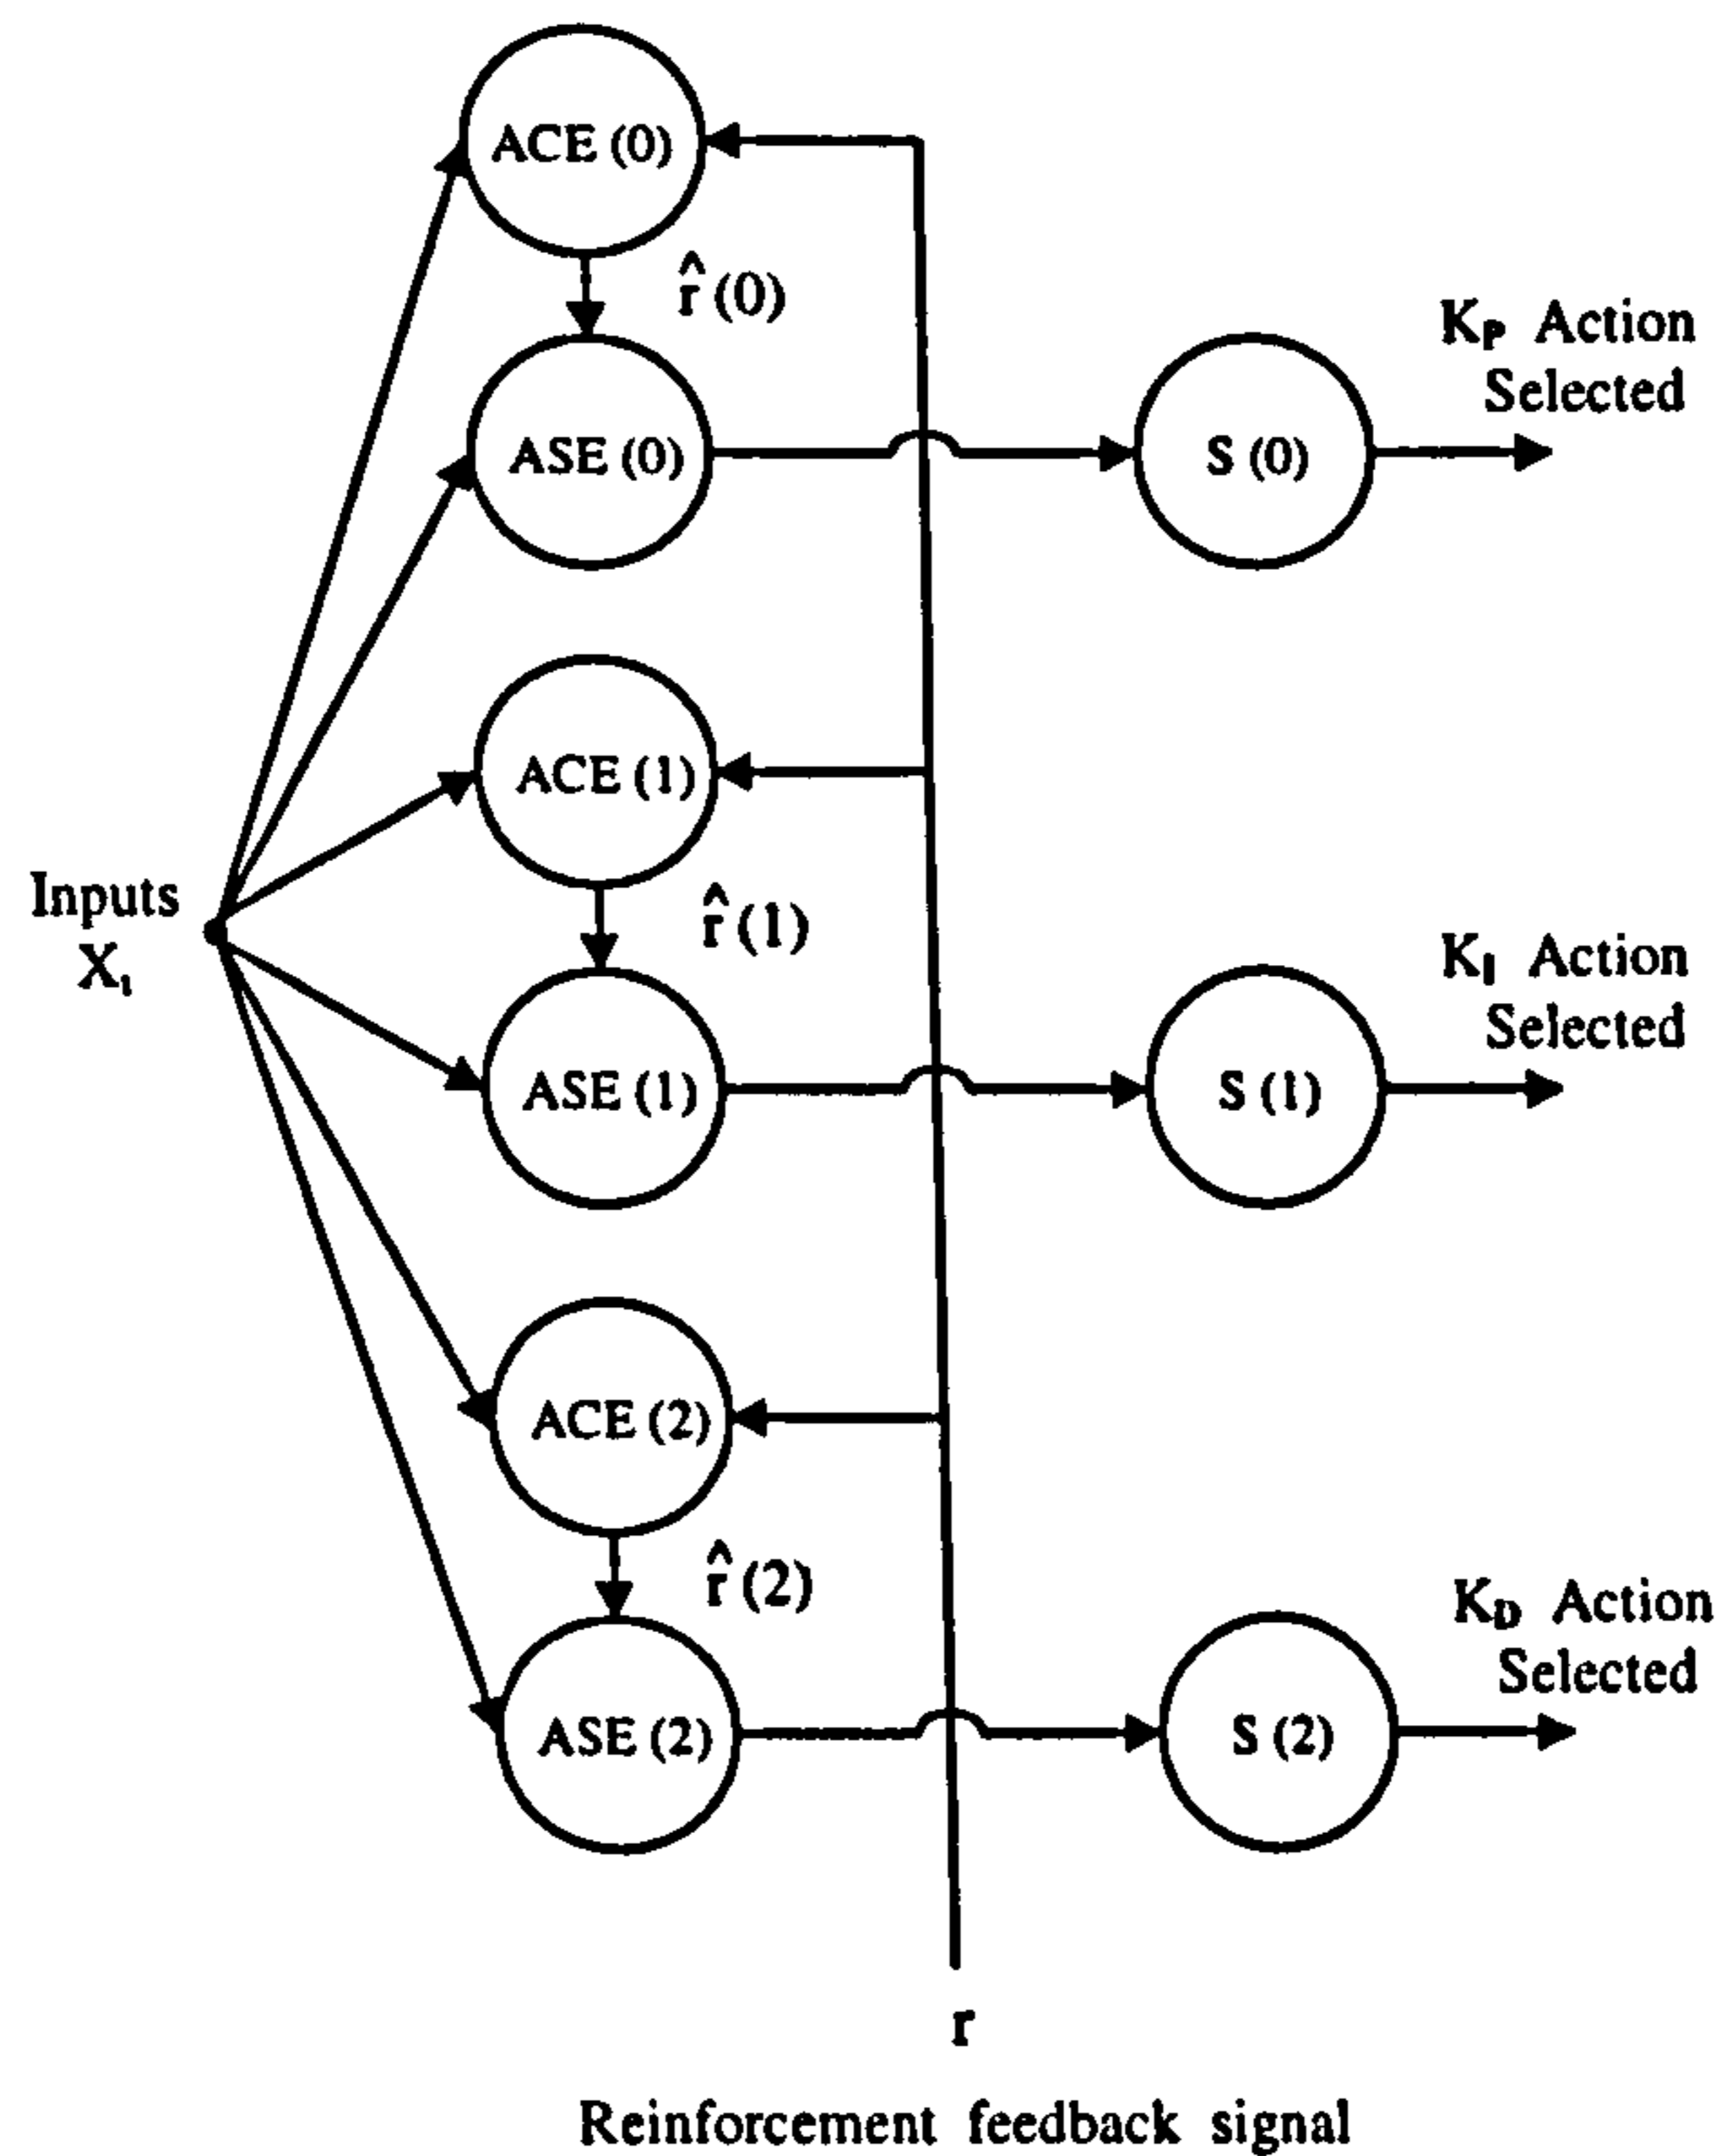 ACE (0)
r̂ (0)
K_P Action
Selected
ASE (0)
S (0)
ACE (1)
Inputs
X_i
r̂ (1)
K_I Action
Selected
ASE (1)
S (1)
ACE (2)
r̂ (2)
K_D Action
Selected
ASE (2)
S (2)
r
Reinforcement feedback signal